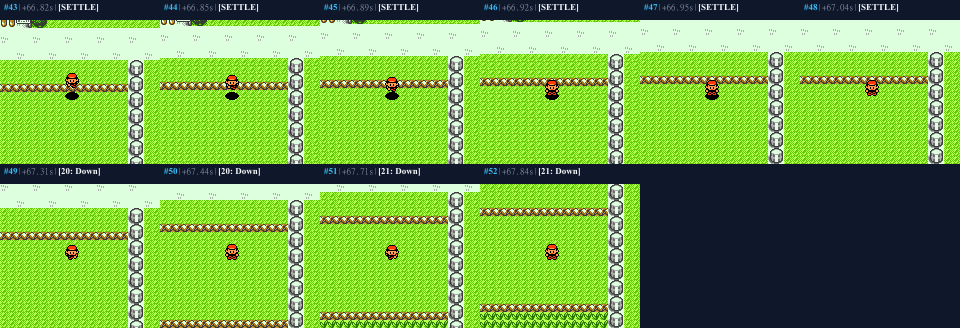 #43|+66.82s|[SETTLE]
#44|+66.85s|[SETTLE]
#45|+66.89s|[SETTLE]
#46|+66.92s|[SETTLE]
#47|+66.95s|[SETTLE]
#48|+67.04s|[SETTLE]
#49|+67.31s|[20: Down]
#50|+67.44s|[20: Down]
#51|+67.71s|[21: Down]
#52|+67.84s|[21: Down]